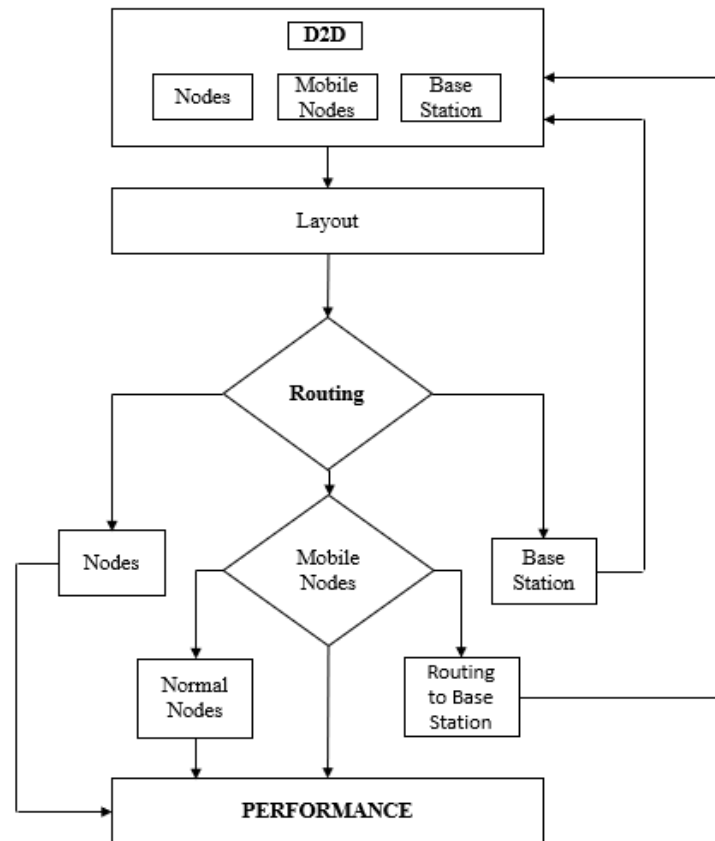 D2D
Nodes
Mobile
Nodes
Base
Station
Layout
Routing
Nodes
Mobile
Nodes
Base
Station
Normal
Nodes
Routing
to Base
Station
PERFORMANCE